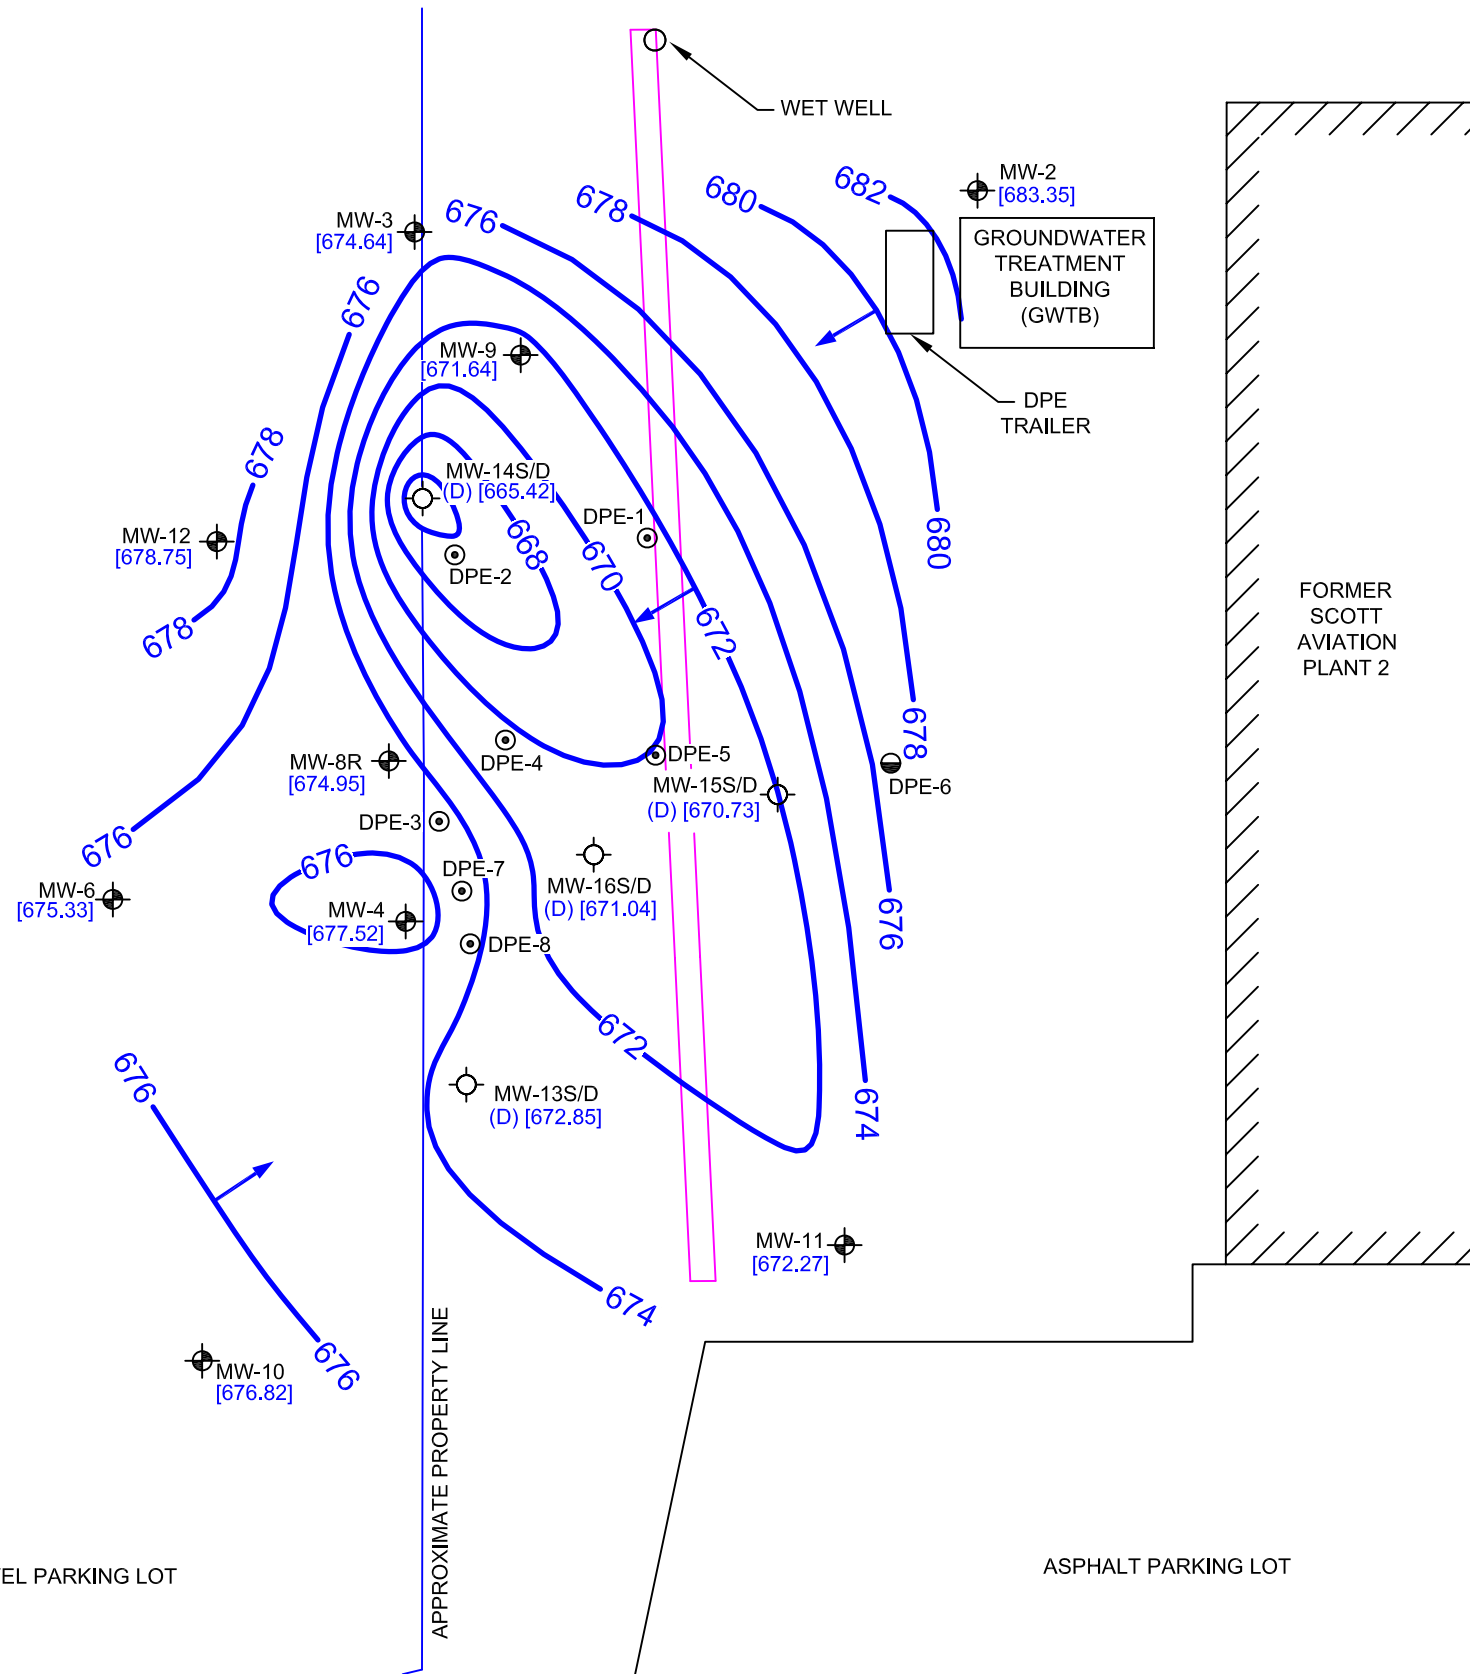 WET WELL
MW-2
[683.35]
682
680
678
676
MW-3
[674.64]
GROUNDWATER
TREATMENT
BUILDING
(GWTB)
676
MW-9
[671.64]
DPE
TRAILER
678
MW-14S/D
(D) [665.42]
DPE-1
668
670
680
MW-12
[678.75]
DPE-2
FORMER
SCOTT
AVIATION
PLANT 2
678
672
678
DPE-4
DPE-5
MW-8R
[674.95]
MW-15S/D
(D) [670.73]
DPE-6
DPE-3
676
676
DPE-7
MW-6
[675.33]
MW-16S/D
(D) [671.04]
MW-4
[677.52]
676
DPE-8
672
676
MW-13S/D
(D) [672.85]
674
MW-11
[672.27]
674
676
MW-10
[676.82]
APPROXIMATE PROPERTY LINE
EL PARKING LOT
ASPHALT PARKING LOT